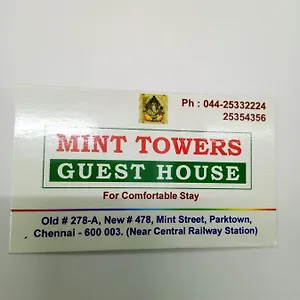 Ph : 044-25332224
25354356
MINT TOWERS
GUEST HOUSE
For Comfortable Stay
Old # 278-A, New # 478, Mint Street, Parktown,
Chennai - 600 003. (Near Central Railway Station)